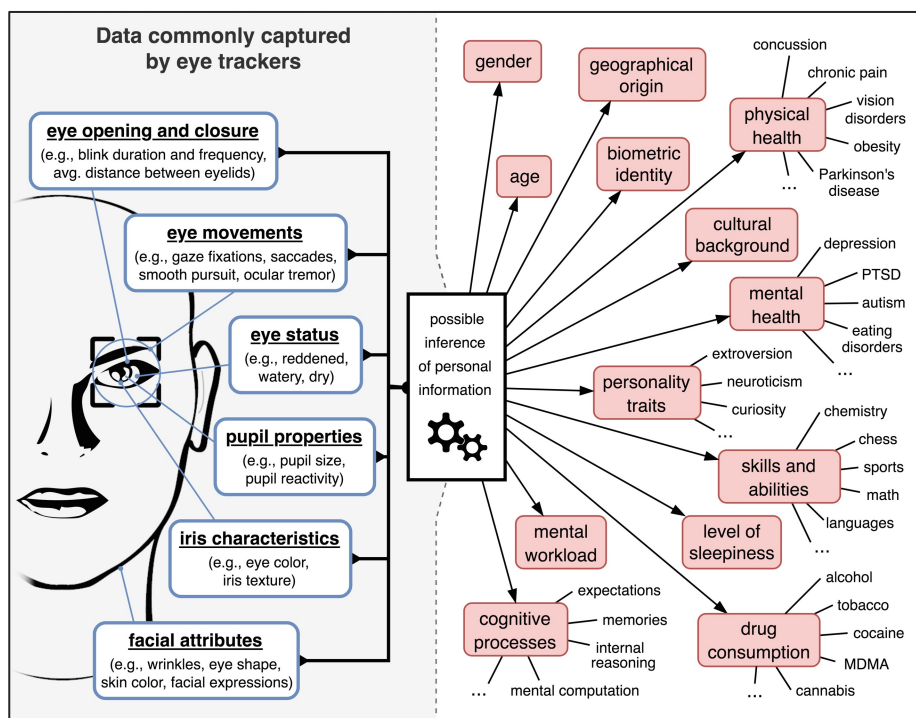 Data commonly captured
by eye trackers
eye opening and closure
(e.g., blink duration and frequency,
avg. distance between eyelids)
eye movements
(e.g., gaze fixations, saccades,
smooth pursuit, ocular tremor)
eye status
(e.g., reddened,
watery, dry)
pupil properties
(e.g., pupil size,
pupil reactivity)
iris characteristics
(e.g., eye color,
iris texture)
facial attributes
(e.g., wrinkles, eye shape,
skin color, facial expressions)
possible
inference
of personal
information
gender
age
geographical
origin
biometric
identity
physical
health
concussion
chronic pain
vision
disorders
obesity
Parkinson's
disease
...
cultural
background
mental
health
depression
PTSD
autism
eating
disorders
...
personality
traits
extroversion
neuroticism
curiosity
...
skills and
abilities
chemistry
chess
sports
math
languages
...
level of
sleepiness
mental
workload
cognitive
processes
expectations
memories
internal
reasoning
mental computation
...
drug
consumption
alcohol
tobacco
cocaine
MDMA
cannabis
...